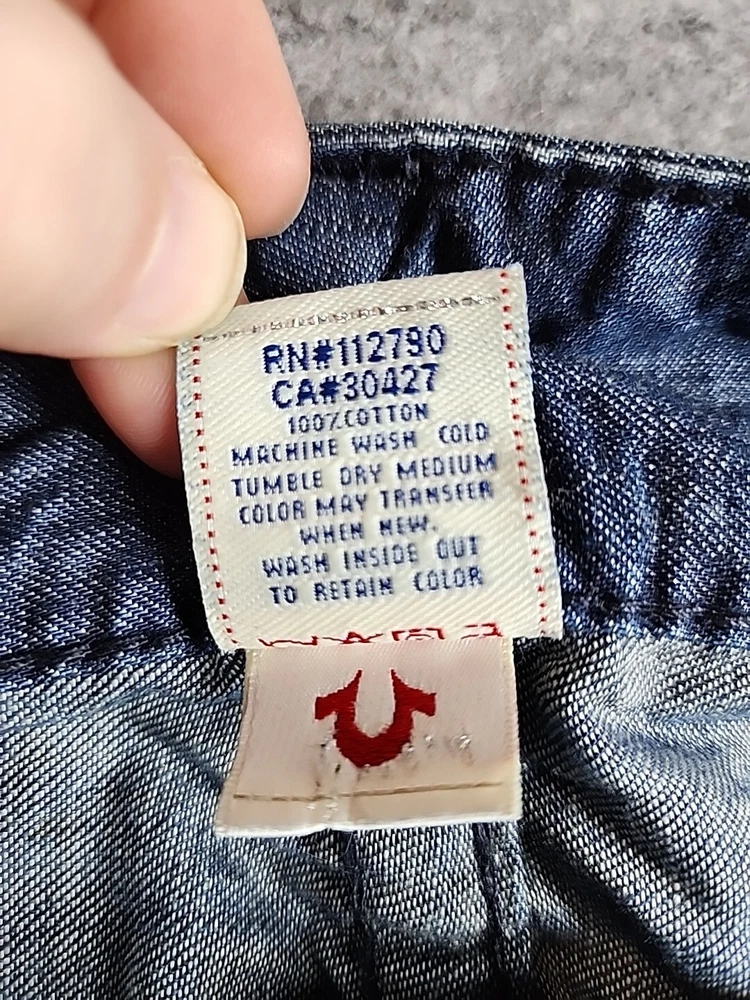 RN#112790
CA#30427
100% COTTON
MACHINE WASH COLD
TUMBLE DRY MEDIUM
COLOR MAY TRANSFER
WHEN NEW.
WASH INSIDE OUT
TO RETAIN COLOR